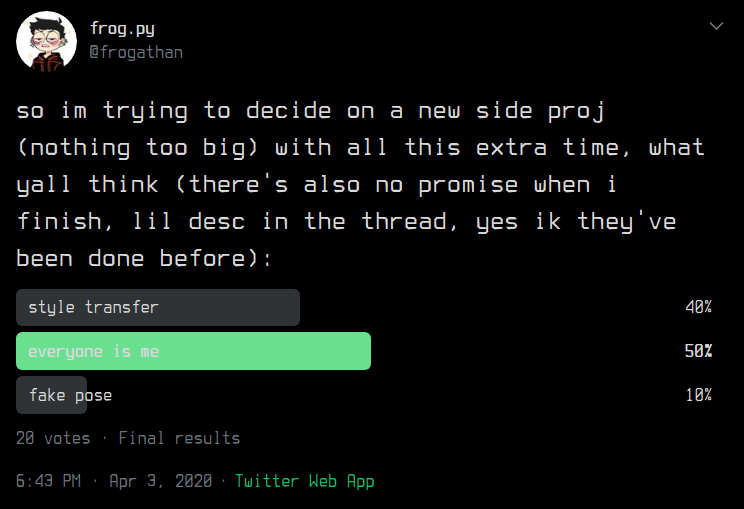 frog.py
@frogathan
so im trying to decide on a new side proj
(nothing too big) with all this extra time, what
yall think (there's also no promise when i
finish, lil desc in the thread, yes ik they've
been done before):
style transfer 40%
everyone is me 50%
fake pose 10%
20 votes · Final results
6:43 PM · Apr 3, 2020 · Twitter Web App